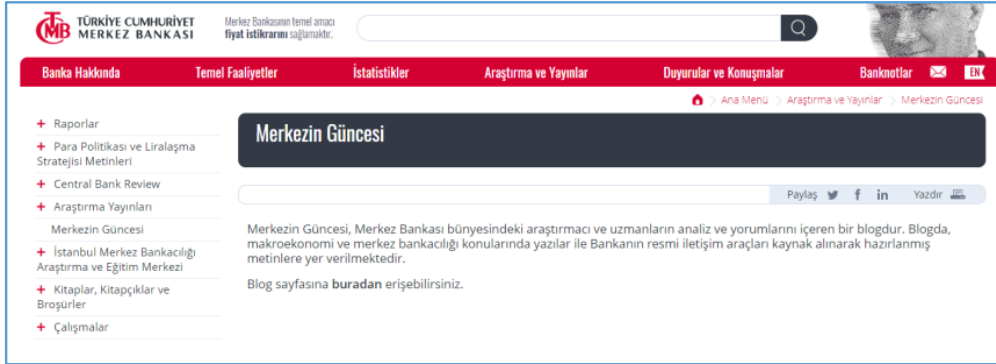 TÜRKİYE CUMHURİYET
MERKEZ BANKASI
Merkez Bankasının temel amacı
fiyat istikrarını sağlamaktır.
Banka Hakkında Temel Faaliyetler İstatistikler Araştırma ve Yayınlar Duyurular ve Konuşmalar Banknotlar EN
> Ana Menü > Araştırma ve Yayınlar > Merkezin Güncesi
+ Raporlar
+ Para Politikası ve Liralaşma
Stratejisi Metinleri
+ Central Bank Review
+ Araştırma Yayınları
Merkezin Güncesi
+ İstanbul Merkez Bankacılığı
Araştırma ve Eğitim Merkezi
+ Kitaplar, Kitapçıklar ve
Broşürler
+ Çalışmalar
Merkezin Güncesi
Paylaş f in Yazdır
Merkezin Güncesi, Merkez Bankası bünyesindeki araştırmacı ve uzmanların analiz ve yorumlarını içeren bir blogdur. Blogda,
makroekonomi ve merkez bankacılığı konularında yazılar ile Bankanın resmi iletişim araçları kaynak alınarak hazırlanmış
metinlere yer verilmektedir.
Blog sayfasına buradan erişebilirsiniz.